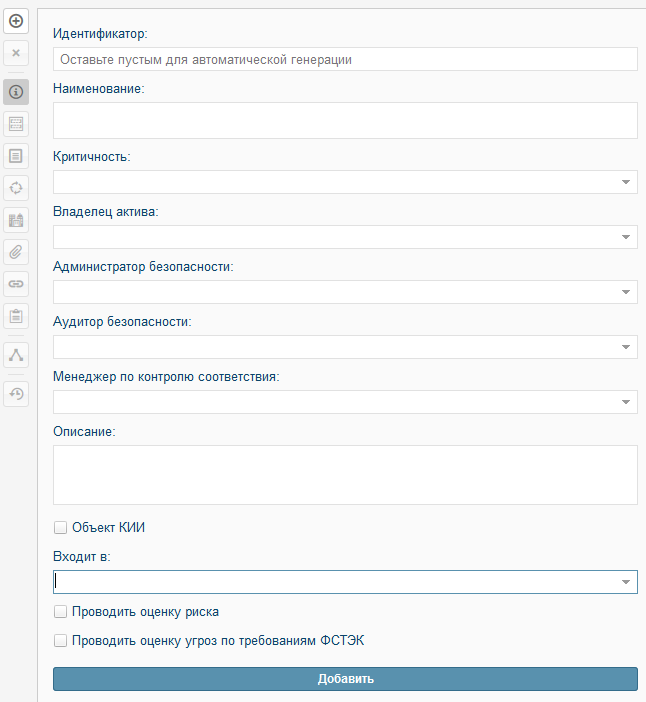 Идентификатор:
Оставьте пустым для автоматической генерации
Наименование:
Критичность:
Владелец актива:
Администратор безопасности:
Аудитор безопасности:
Менеджер по контролю соответствия:
Описание:
Объект КИИ
Входит в:
Проводить оценку риска
Проводить оценку угроз по требованиям ФСТЭК
Добавить